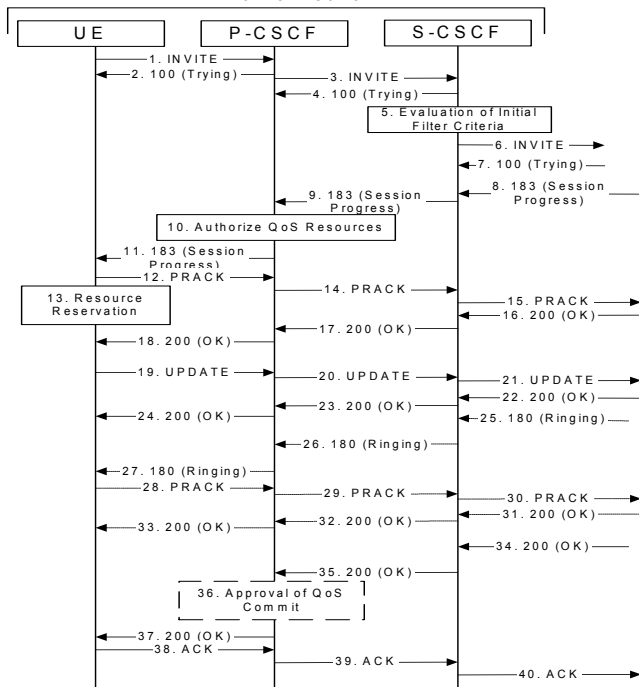 UE
P-CSCF
S-CSCF
1. INVITE
2. 100 (Trying)
3. INVITE
4. 100 (Trying)
5. Evaluation of Initial
Filter Criteria
6. INVITE
7. 100 (Trying)
8. 183 (Session
Progress)
9. 183 (Session
Progress)
10. Authorize QoS Resources
11. 183 (Session
Progress)
12. PRACK
13. Resource
Reservation
14. PRACK
15. PRACK
16. 200 (OK)
17. 200 (OK)
18. 200 (OK)
19. UPDATE
20. UPDATE
21. UPDATE
22. 200 (OK)
23. 200 (OK)
24. 200 (OK)
25. 180 (Ringing)
26. 180 (Ringing)
27. 180 (Ringing)
28. PRACK
29. PRACK
30. PRACK
31. 200 (OK)
32. 200 (OK)
33. 200 (OK)
34. 200 (OK)
35. 200 (OK)
36. Approval of QoS
Commit
37. 200 (OK)
38. ACK
39. ACK
40. ACK